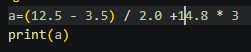 a=(12.5 - 3.5) / 2.0 +14.8 * 3
print(a)